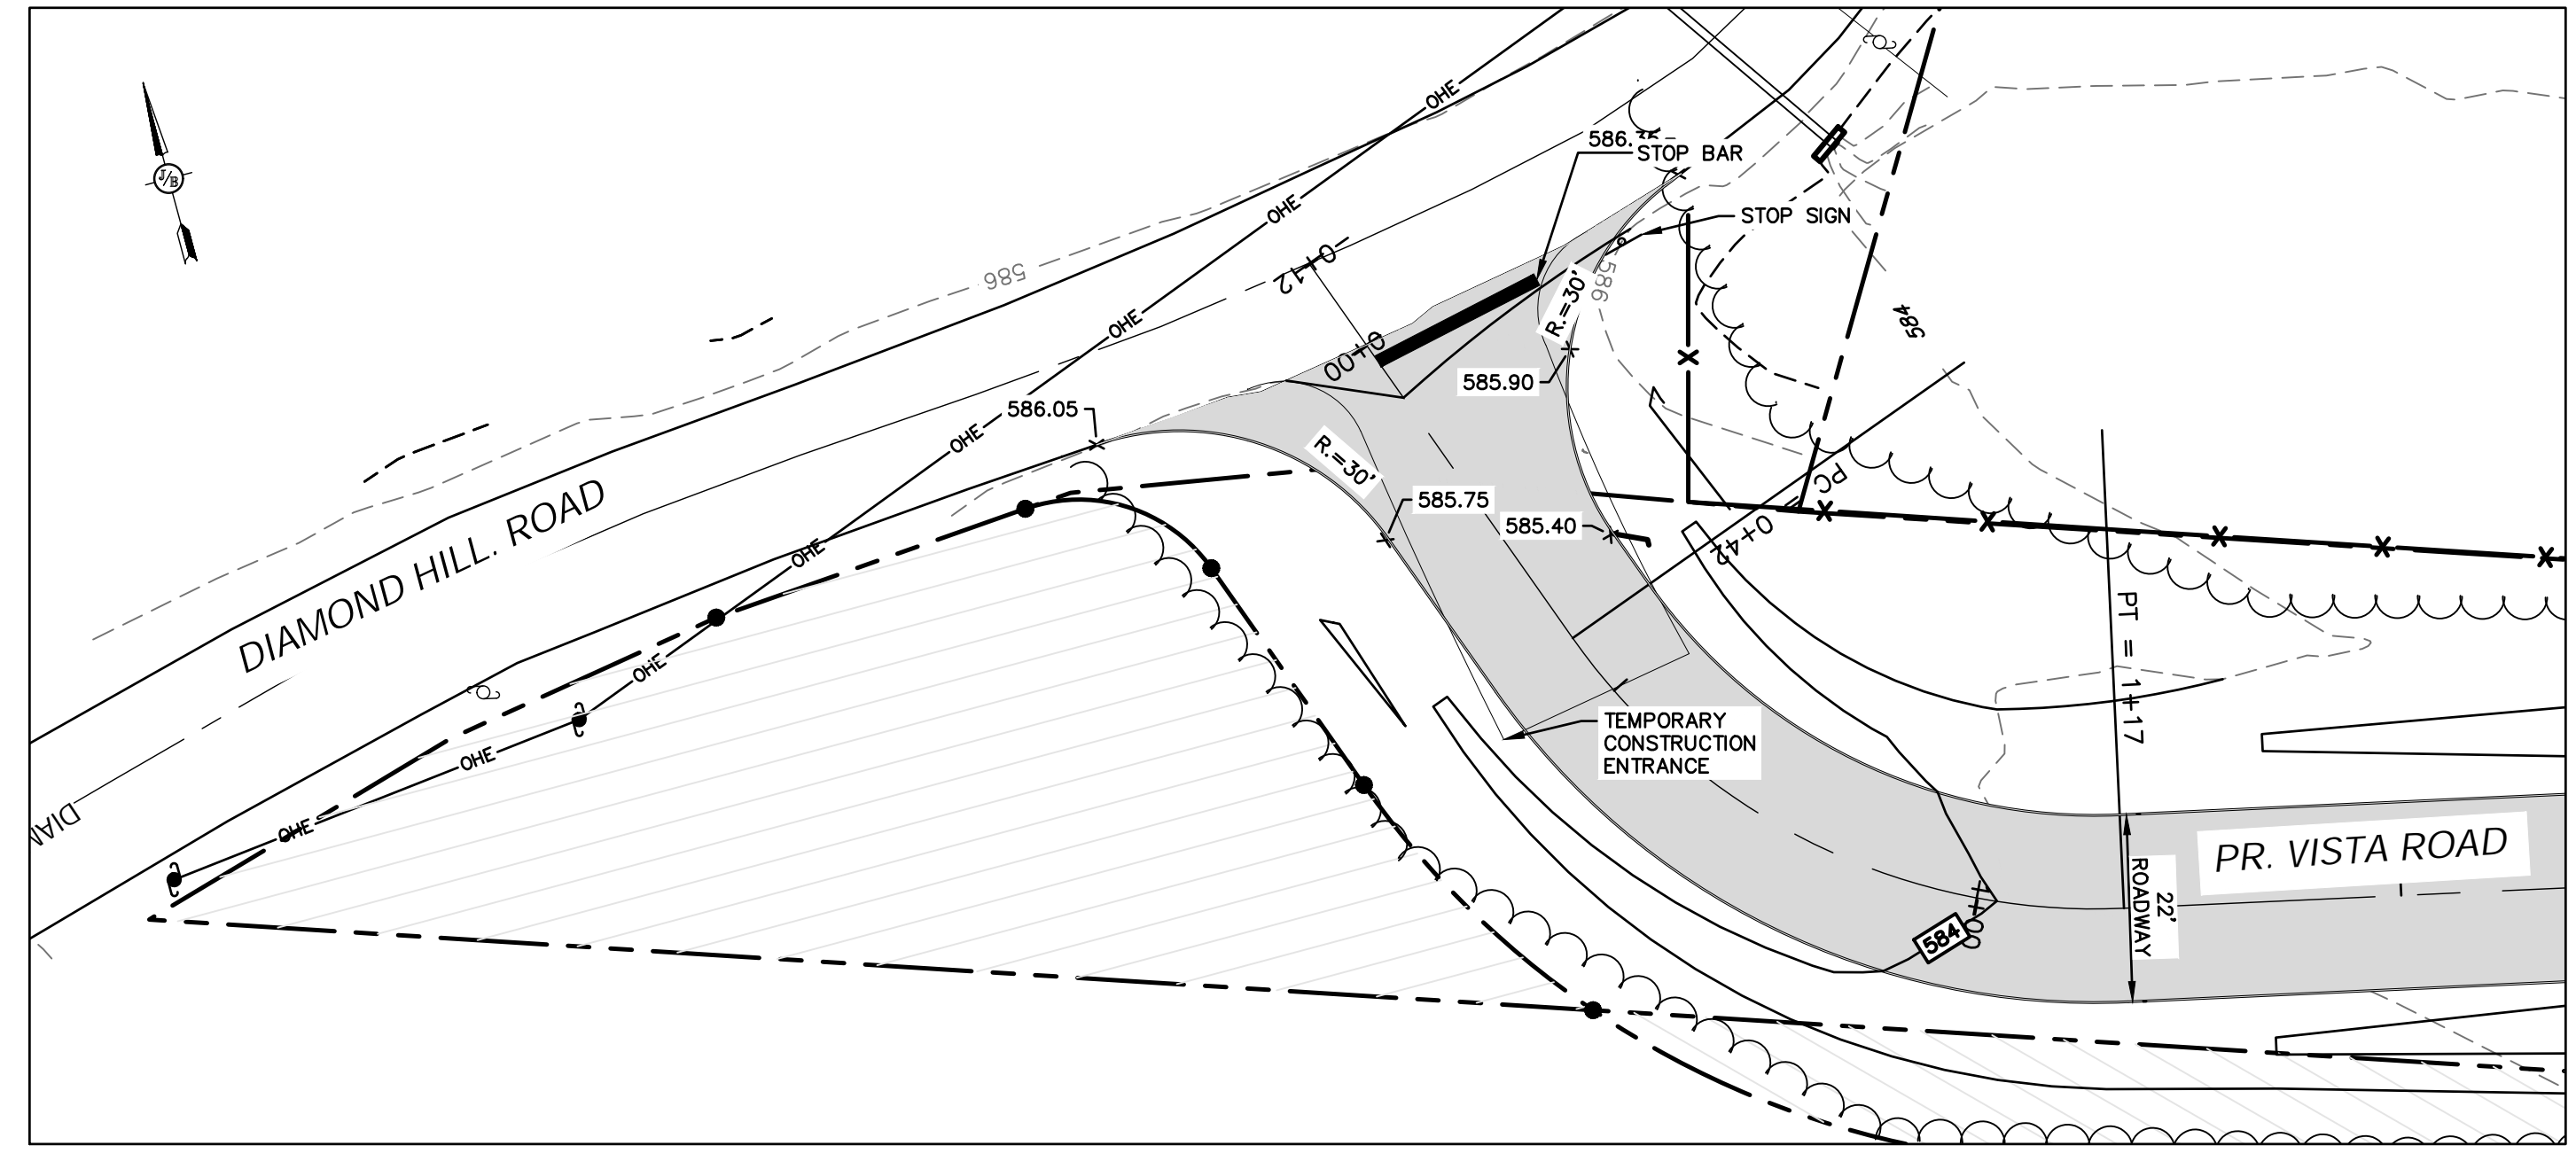 OHE
586.
STOP BAR
J/B
OHE
STOP SIGN
0+12
586
586
R.=30'
584
OHE
0+00
585.90
586.05
OHE
R.=30'
PC
585.75
DIAMOND HILL. ROAD
585.40
0+42
OHE
PT = 1+17
OHE
TEMPORARY
CONSTRUCTION
ENTRANCE
OHE
OHE
DIAM
PR. VISTA ROAD
22'
ROADWAY
584